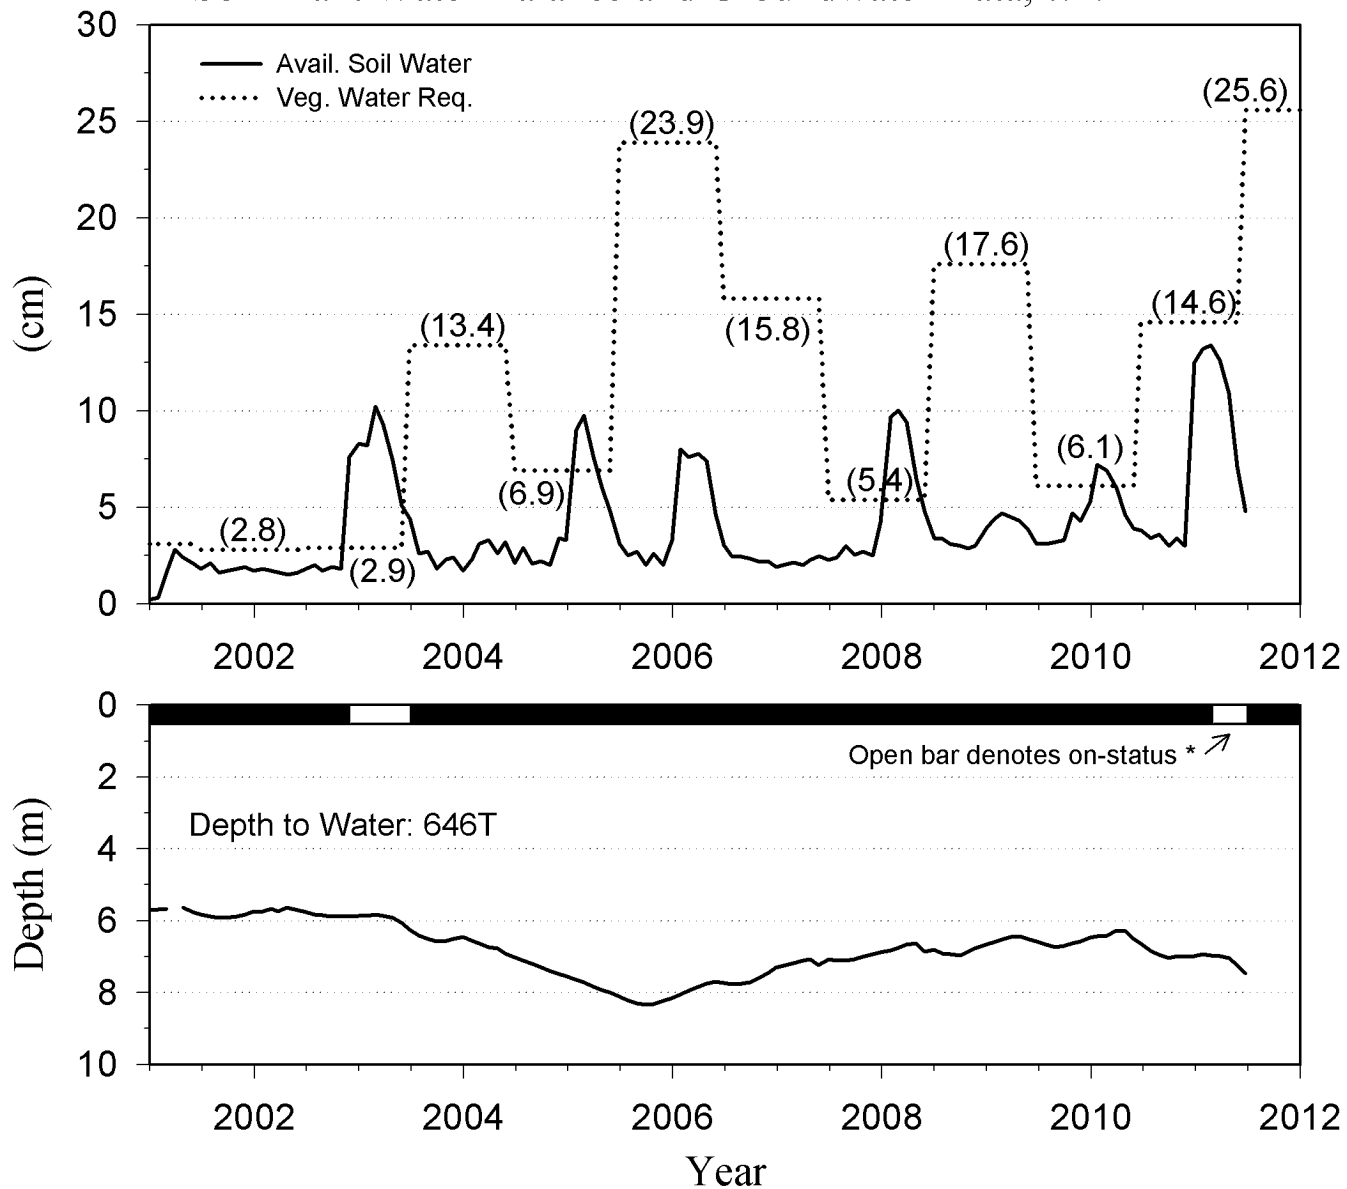 30
Avail. Soil Water
Veg. Water Req.
(25.6)
(23.9)
25
20
(17.6)
(14.6)
15
(13.4)
(15.8)
(cm)
10
(6.1)
(6.9)
(5.4)
5
(2.8)
(2.9)
0
2002 2004 2006 2008 2010 2012
0
Open bar denotes on-status *
2
Depth to Water: 646T
4
Depth (m)
6
8
10
2002 2004 2006 2008 2010 2012
Year